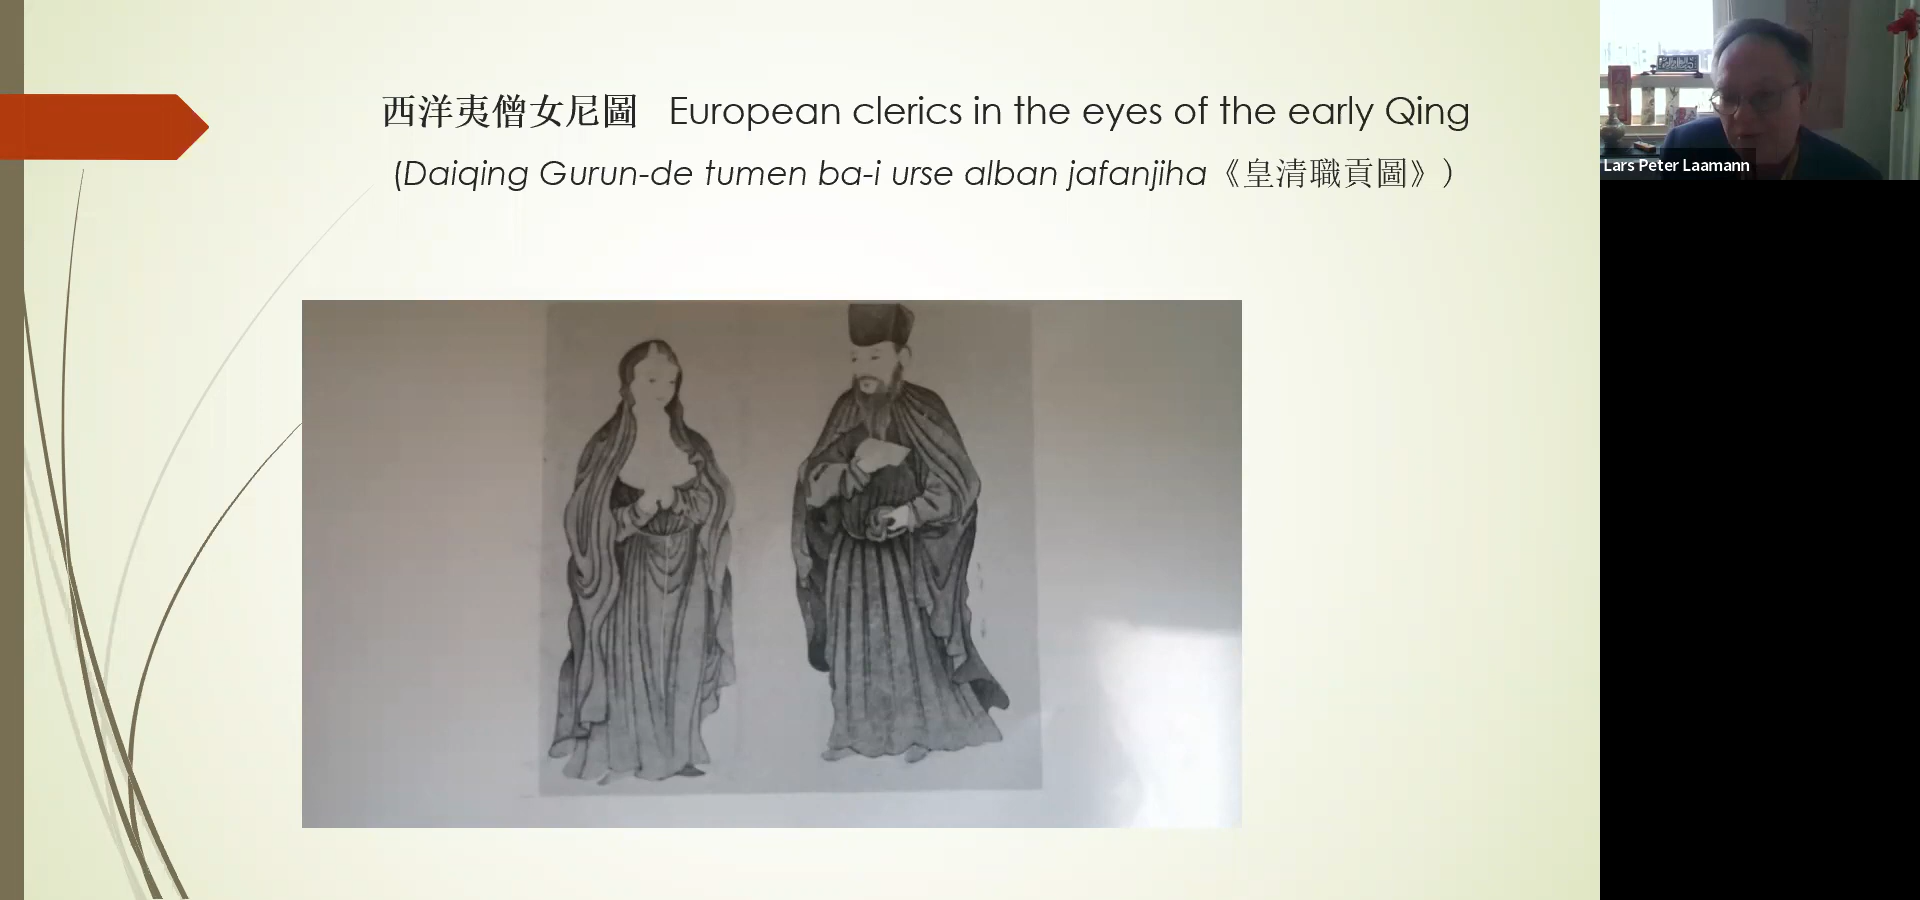 西洋夷僧女尼圖 European clerics in the eyes of the early Qing
(Daiqing Gurun-de tumen ba-i urse alban jafanjiha《皇清職貢圖》）
Lars Peter Laamann